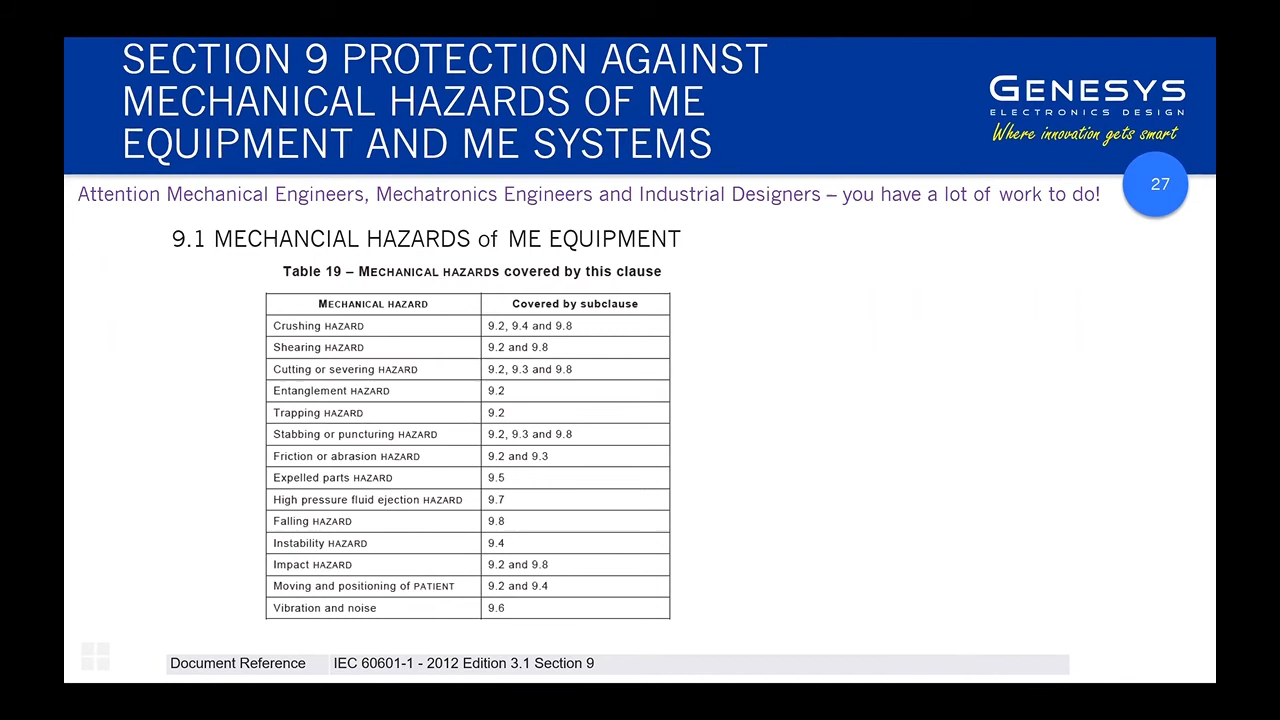 SECTION 9 PROTECTION AGAINST
MECHANICAL HAZARDS OF ME
EQUIPMENT AND ME SYSTEMS
GENESYS
ELECTRONICS DESIGN
Where innovation gets smart
Attention Mechanical Engineers, Mechatronics Engineers and Industrial Designers – you have a lot of work to do!
27
9.1 MECHANCIAL HAZARDS of ME EQUIPMENT
Table 19 – MECHANICAL HAZARDS covered by this clause
MECHANICAL HAZARD Covered by subclause
Crushing HAZARD 9.2, 9.4 and 9.8
Shearing HAZARD 9.2 and 9.8
Cutting or severing HAZARD 9.2, 9.3 and 9.8
Entanglement HAZARD 9.2
Trapping HAZARD 9.2
Stabbing or puncturing HAZARD 9.2, 9.3 and 9.8
Friction or abrasion HAZARD 9.2 and 9.3
Expelled parts HAZARD 9.5
High pressure fluid ejection HAZARD 9.7
Falling HAZARD 9.8
Instability HAZARD 9.4
Impact HAZARD 9.2 and 9.8
Moving and positioning of PATIENT 9.2 and 9.4
Vibration and noise 9.6
Document Reference IEC 60601-1 - 2012 Edition 3.1 Section 9